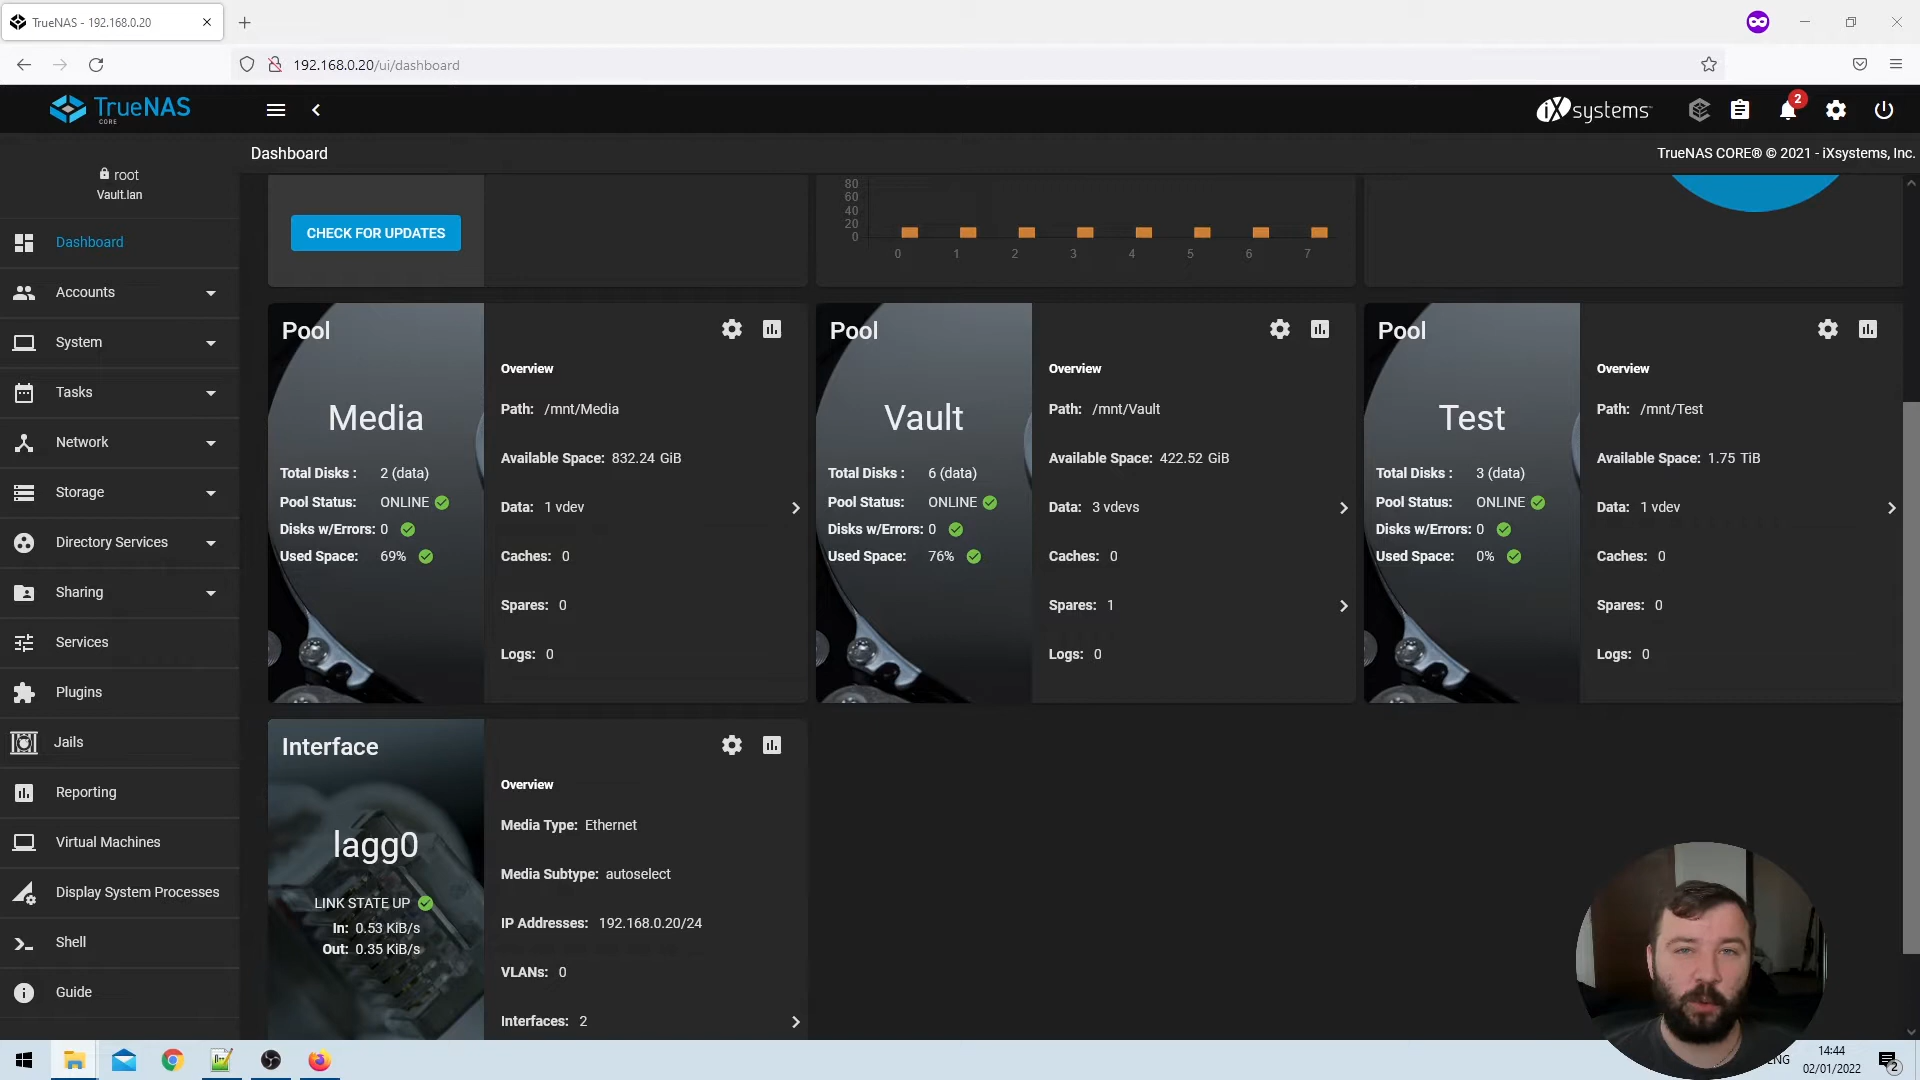 TrueNAS - 192.168.0.20
192.168.0.20/ui/dashboard
TrueNAS
CORE
iXsystems
2
Dashboard
TrueNAS CORE® © 2021 - iXsystems, Inc.
root
Vault.lan
Dashboard
Accounts
System
Tasks
Network
Storage
Directory Services
Sharing
Services
Plugins
Jails
Reporting
Virtual Machines
Display System Processes
Shell
Guide
CHECK FOR UPDATES
80
60
40
20
0
0 1 2 3 4 5 6 7
Pool
Media
Total Disks : 2 (data)
Pool Status: ONLINE
Disks w/Errors: 0
Used Space: 69%
Overview
Path: /mnt/Media
Available Space: 832.24 GiB
Data: 1 vdev
Caches: 0
Spares: 0
Logs: 0
Pool
Vault
Total Disks : 6 (data)
Pool Status: ONLINE
Disks w/Errors: 0
Used Space: 76%
Overview
Path: /mnt/Vault
Available Space: 422.52 GiB
Data: 3 vdevs
Caches: 0
Spares: 1
Logs: 0
Pool
Test
Total Disks : 3 (data)
Pool Status: ONLINE
Disks w/Errors: 0
Used Space: 0%
Overview
Path: /mnt/Test
Available Space: 1.75 TiB
Data: 1 vdev
Caches: 0
Spares: 0
Logs: 0
Interface
lagg0
LINK STATE UP
In: 0.53 KiB/s
Out: 0.35 KiB/s
Overview
Media Type: Ethernet
Media Subtype: autoselect
IP Addresses: 192.168.0.20/24
VLANs: 0
Interfaces: 2
ENG
14:44
02/01/2022
2